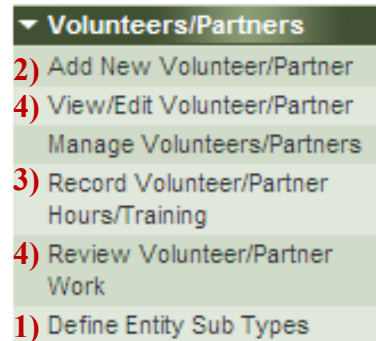 Volunteers/Partners
2) Add New Volunteer/Partner
4) View/Edit Volunteer/Partner
Manage Volunteers/Partners
3) Record Volunteer/Partner
Hours/Training
4) Review Volunteer/Partner
Work
1) Define Entity Sub Types